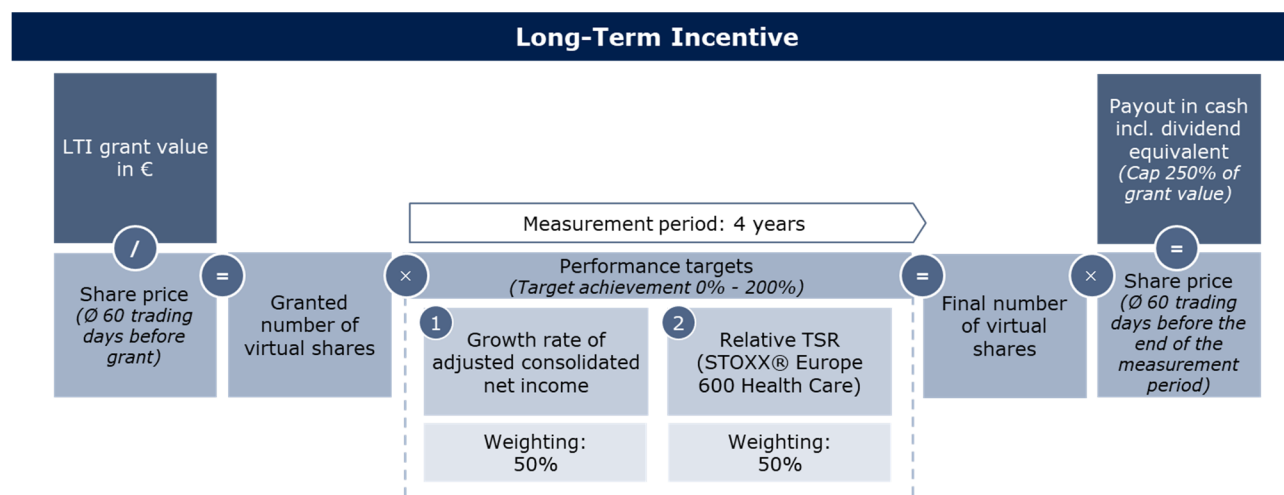 Long-Term Incentive
LTI grant value
in €
/
Share price
(Ø 60 trading
days before
grant)
=
Granted
number of
virtual shares
×
Measurement period: 4 years
Performance targets
(Target achievement 0% - 200%)
1
Growth rate of
adjusted consolidated
net income
Weighting:
50%
2
Relative TSR
(STOXX® Europe
600 Health Care)
Weighting:
50%
=
Final number
of virtual
shares
×
Share price
(Ø 60 trading
days before the
end of the
measurement
period)
=
Payout in cash
incl. dividend
equivalent
(Cap 250% of
grant value)